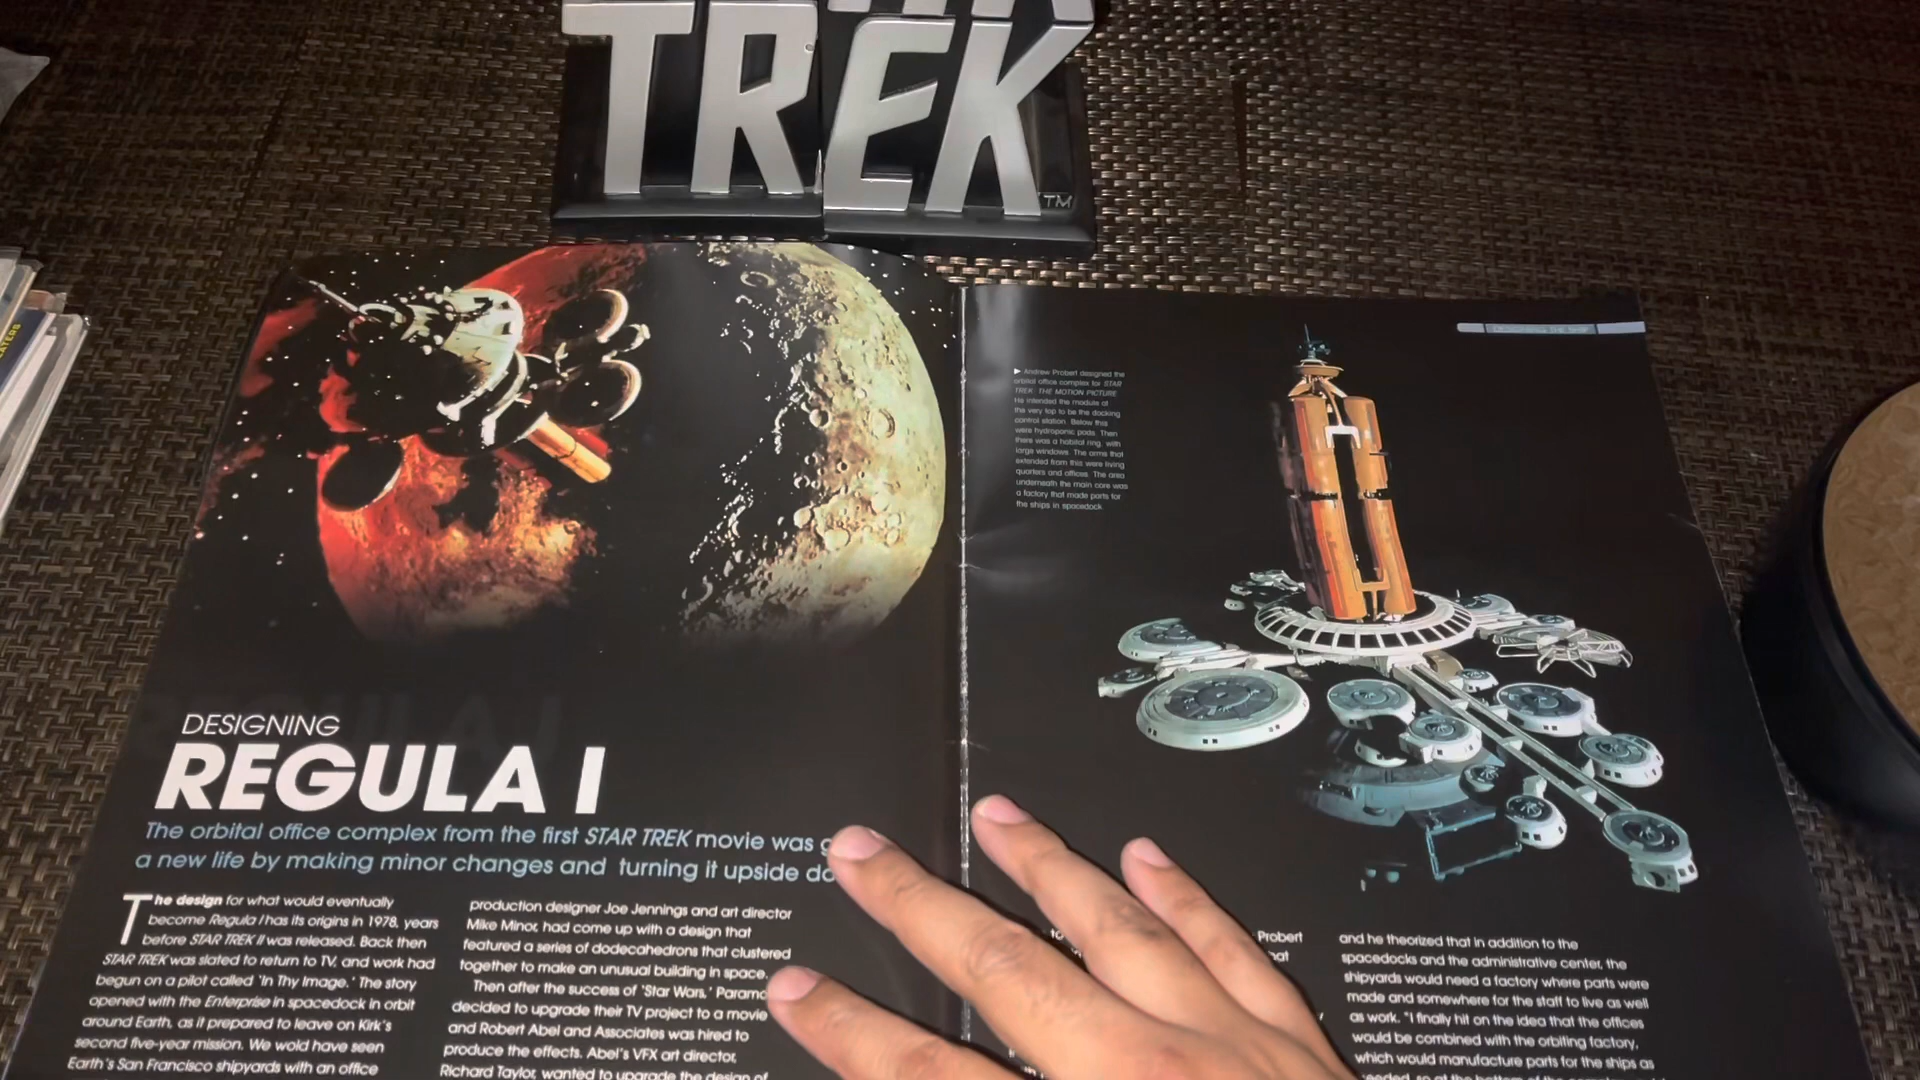 TREK
TM
DESIGNING THE SHIP
Andrew Probert designed the
orbital office complex for STAR
TREK: THE MOTION PICTURE
He intended the module at
the very top to be the docking
control station. Below this
were hydroponic pods. Then
there was a habitat ring, with
large windows. The arms that
extended from this were living
quarters and offices. The area
underneath the main core was
a factory that made parts for
the ships in spacedock.
DESIGNING
REGULA I
The orbital office complex from the first STAR TREK movie was
a new life by making minor changes and turning it upside
The design for what would eventually
become Regula I has its origins in 1978, years
before STAR TREK II was released. Back then
STAR TREK was slated to return to TV, and work had
begun on a pilot called 'In Thy Image.' The story
opened with the Enterprise in spacedock in orbit
around Earth, as it prepared to leave on Kirk's
second five-year mission. We wold have seen
Earth's San Francisco shipyards with an office
production designer Joe Jennings and art director
Mike Minor, had come up with a design that
featured a series of dodecahedrons that clustered
together to make an unusual building in space.
Then after the success of 'Star Wars,'
decided to upgrade their TV project to a movie
and Robert Abel and Associates was hired to
produce the effects. Abel's VFX art director,
Richard Taylor, wanted to upgrade the design of
to
Probert
and he theorized that in addition to the
spacedocks and the administrative center, the
shipyards would need a factory where parts were
made and somewhere for the staff to live as well
as work. "I finally hit on the idea that the offices
would be combined with the orbiting factory,
which would manufacture parts for the ships as